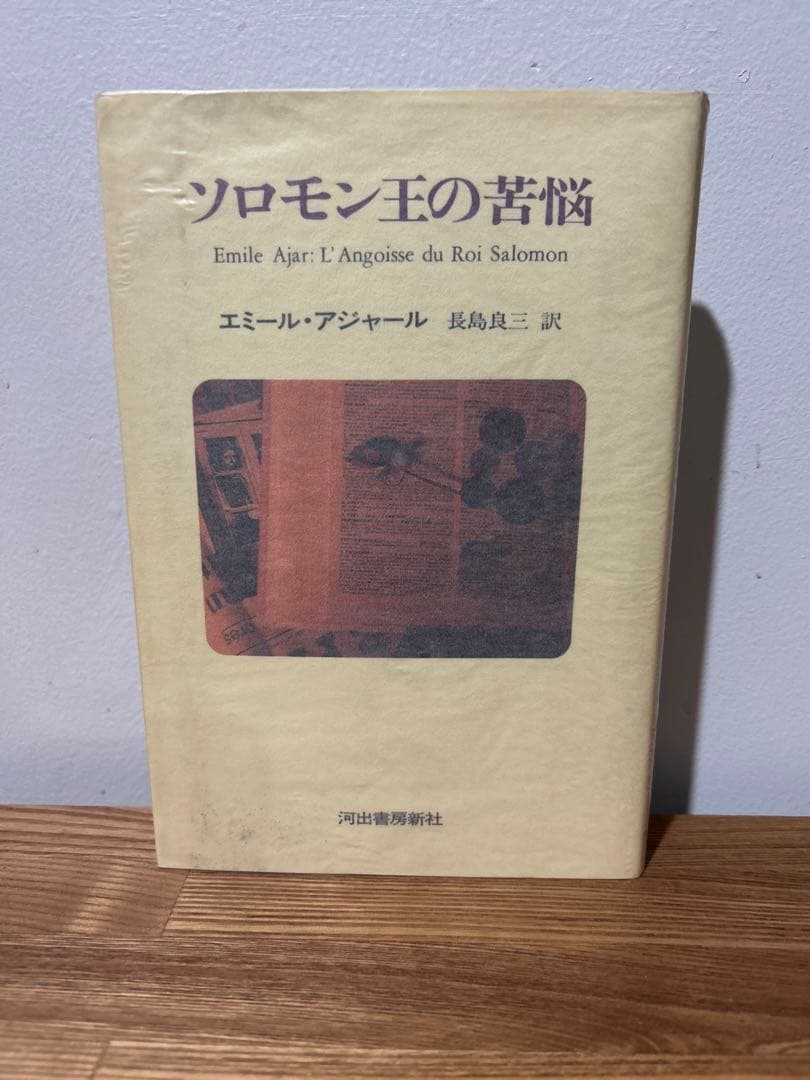 ソロモン王の苦悩
Emile Ajar: L'Angoisse du Roi Salomon
エミール・アジャール 長島良三 訳
河出書房新社